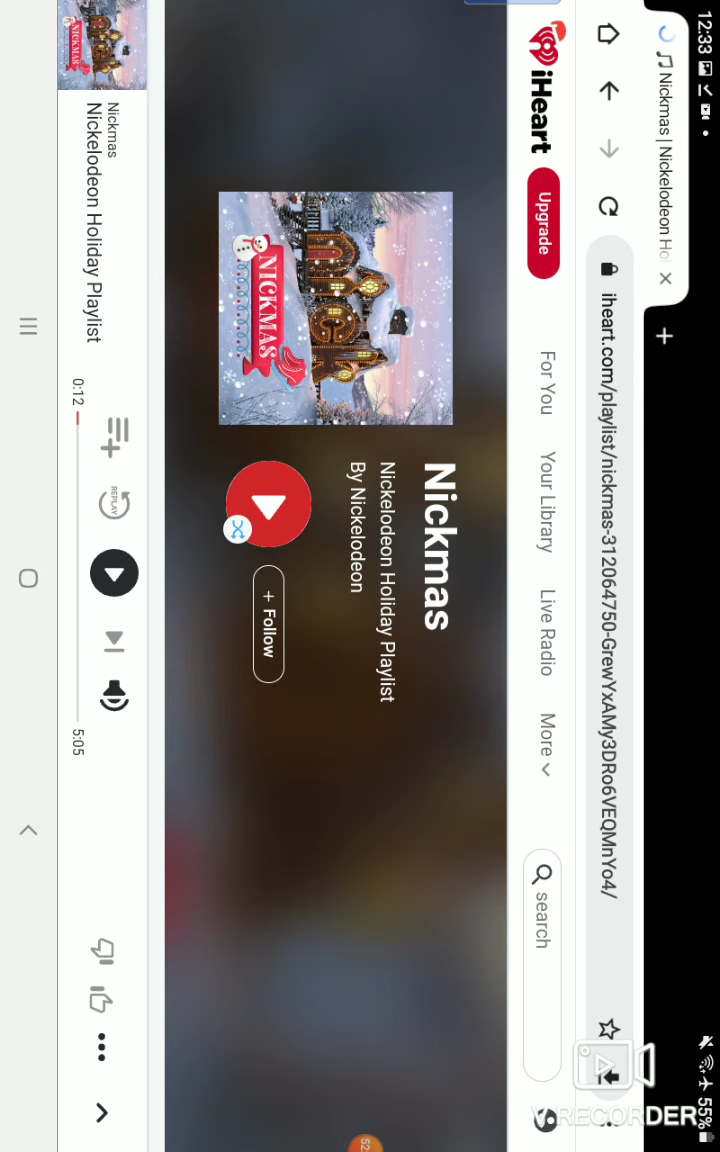 12:33
55%
Nickmas | Nickelodeon Ho
iheart.com/playlist/nickmas-312064750-GrewYxAMy3DRo6VEQMnYo4/
iHeart
Upgrade
For You
Your Library
Live Radio
More
search
V RECORDER
NICKMAS
Nickmas
Nickelodeon Holiday Playlist
By Nickelodeon
+ Follow
Nickmas
Nickelodeon Holiday Playlist
0:12
REPLAY
5:05